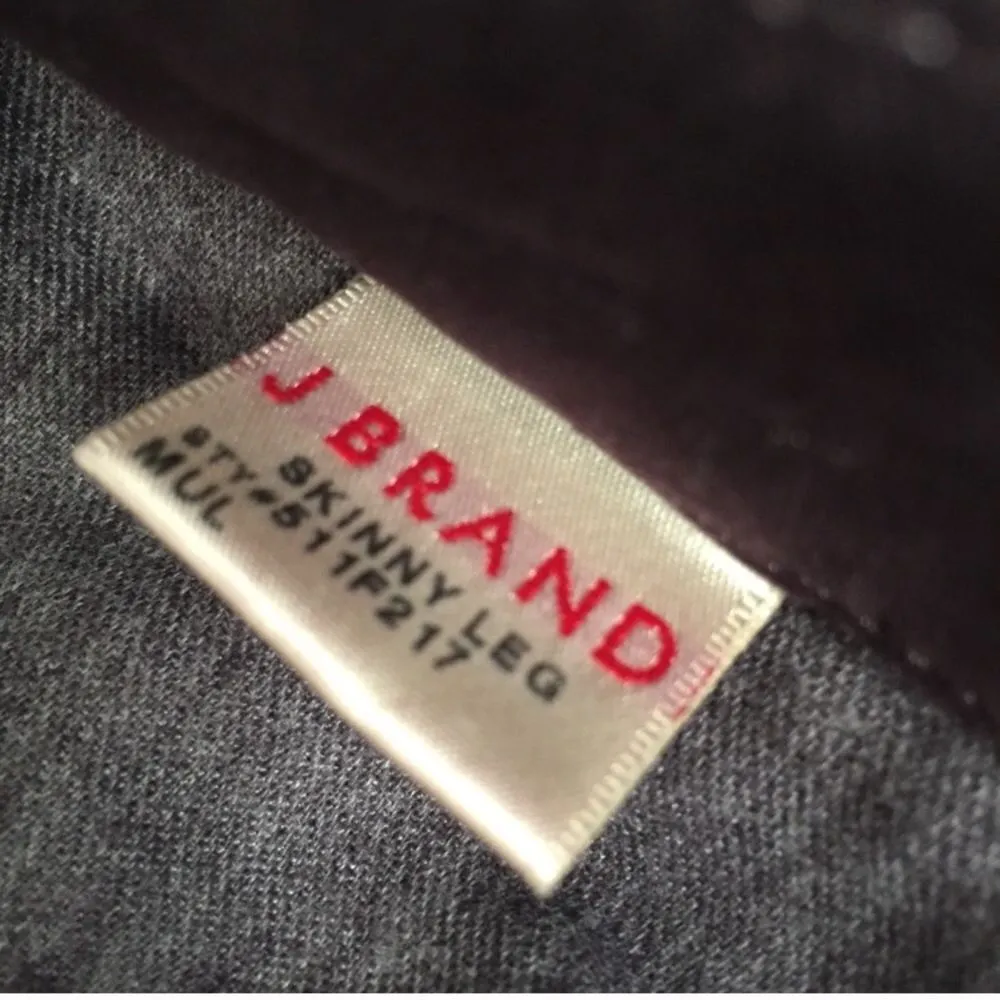 J BRAND
SKINNY LEG
STY#511F217
MUL